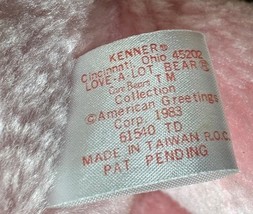 KENNER®
Cincinnati, Ohio 45202
LOVE-A-LOT BEAR®
Care Bears TM
Collection
©American Greetings
Corp. 1983
61540 TD
MADE IN TAIWAN R.O.C.
PAT. PENDING